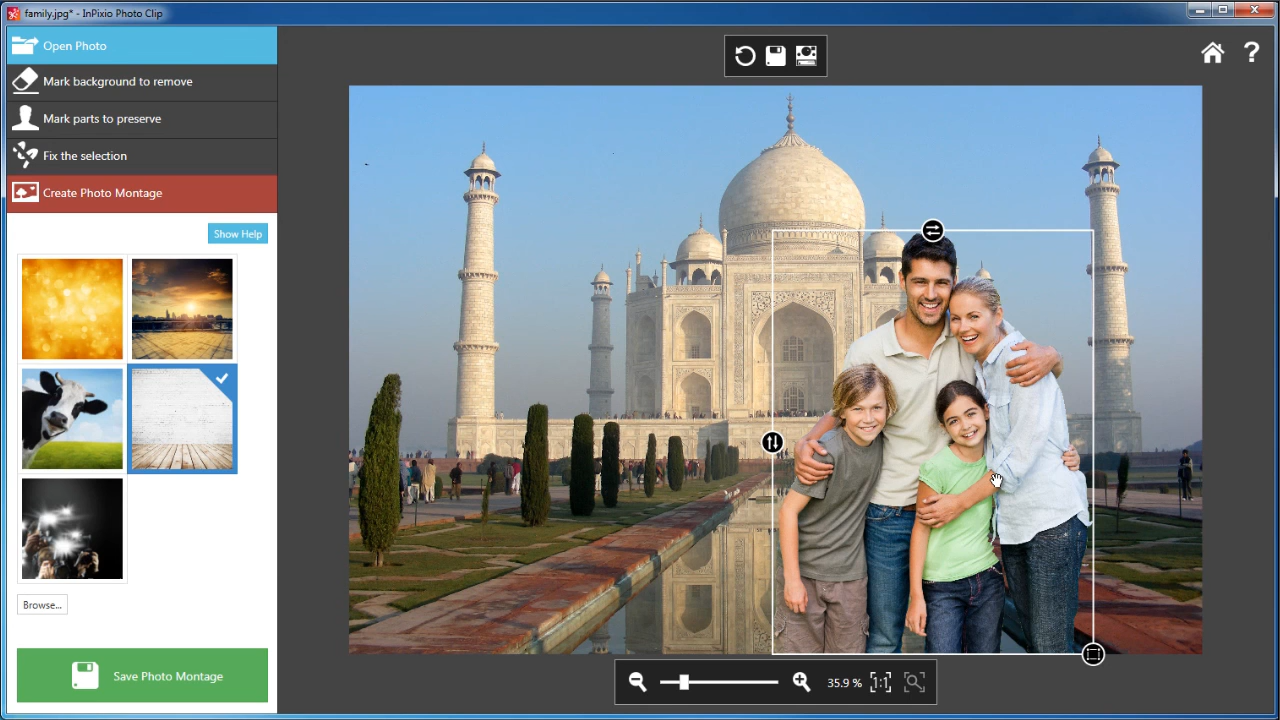 family.jpg* - InPixio Photo Clip
Open Photo
Mark background to remove
Mark parts to preserve
Fix the selection
Create Photo Montage
Show Help
Browse...
Save Photo Montage
?
35.9 %
1:1